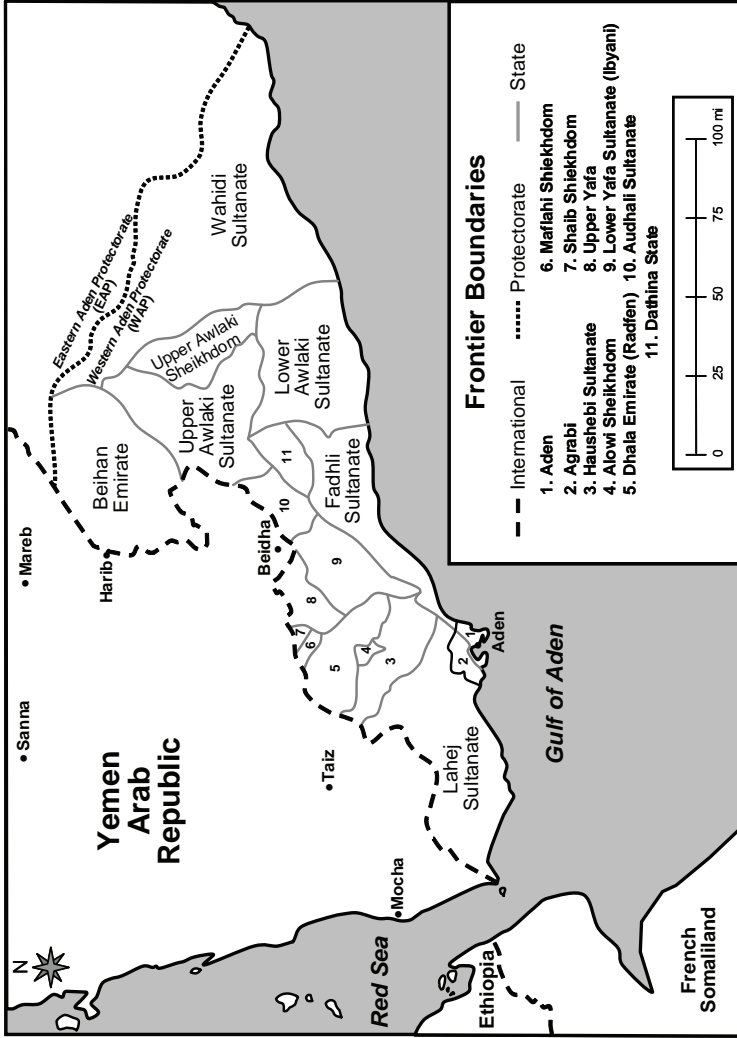 N
Sanna
Mareb
Yemen
Arab
Republic
Harib
Eastern Aden Protectorate
(EAP)
Western Aden Protectorate
(WAP)
Beihan
Emirate
Upper Awlaki
Sheikhdom
Wahidi
Sultanate
Upper
Awlaki
Sultanate
Lower
Awlaki
Sultanate
Beidha
Taiz
Mocha
Red Sea
7
6
8
10
11
5
9
4
3
Fadhli
Sultanate
Lahej
Sultanate
2
1
Aden
Gulf of Aden
Ethiopia
French
Somaliland
Frontier Boundaries
International
Protectorate
State
1. Aden
2. Agrabi
3. Haushebi Sultanate
4. Alowi Sheikhdom
5. Dhala Emirate (Radfen)
6. Maflahi Shiekhdom
7. Shaib Shiekhdom
8. Upper Yafa
9. Lower Yafa Sultanate (Ibyani)
10. Audhali Sultanate
11. Dathina State
0
25
50
75
100 mi